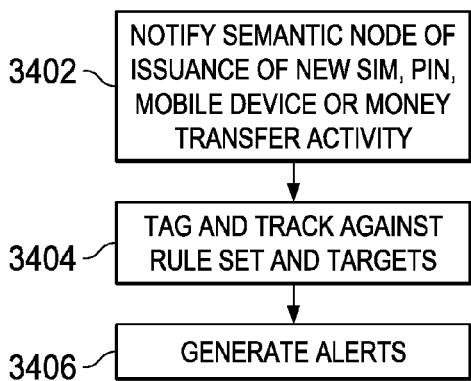 3402
NOTIFY SEMANTIC NODE OF
ISSUANCE OF NEW SIM, PIN,
MOBILE DEVICE OR MONEY
TRANSFER ACTIVITY
3404
TAG AND TRACK AGAINST
RULE SET AND TARGETS
3406
GENERATE ALERTS